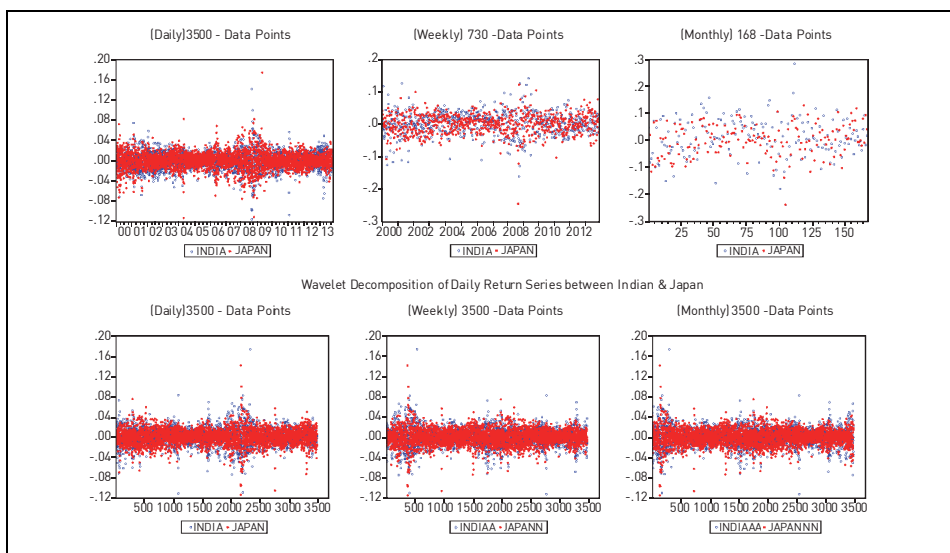 (Daily)3500 - Data Points
(Weekly) 730 -Data Points
(Monthly) 168 -Data Points
.20
.16
.12
.08
.04
.00
-.04
-.08
-.12
00 01 02 03 04 05 06 07 08 09 10 11 12 13
INDIA JAPAN
.2
.1
.0
.1
.2
-.3
2000 2002 2004 2006 2008 2010 2012
INDIA JAPAN
0.3
0.2
0.1
.0
-.0.1
-.2
-.3
25 50 75 100 125 150
INDIA JAPAN
Wavelet Decomposition of Daily Return Series between Indian & Japan
(Daily)3500 - Data Points
(Weekly) 3500 -Data Points
(Monthly) 3500 -Data Points
.20
.16
.12
.08
.04
.00
-.04
-.08
-.12
500 1000 1500 2000 2500 3000 3500
INDIA JAPAN
.20
.16
.12
.08
.04
.00
-.04
-.08
-.12
500 1000 1500 2000 2500 3000 3500
INDIAA JAPANN
.20
.16
.12
.08
.04
.00
-.04
-.08
-.12
500 1000 1500 2000 2500 3000 3500
INDIAAA JAPANNN